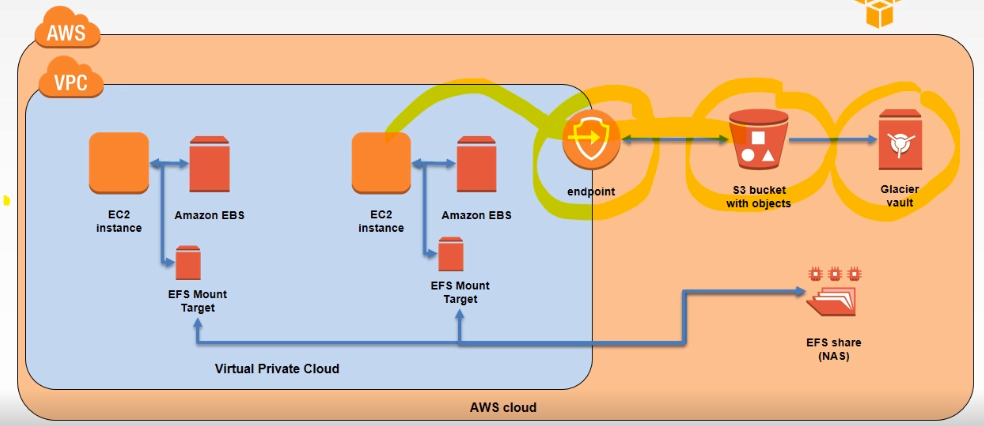 AWS
VPC
EC2
instance
Amazon EBS
EFS Mount
Target
EC2
instance
Amazon EBS
EFS Mount
Target
endpoint
S3 bucket
with objects
Glacier
vault
EFS share
(NAS)
Virtual Private Cloud
AWS cloud